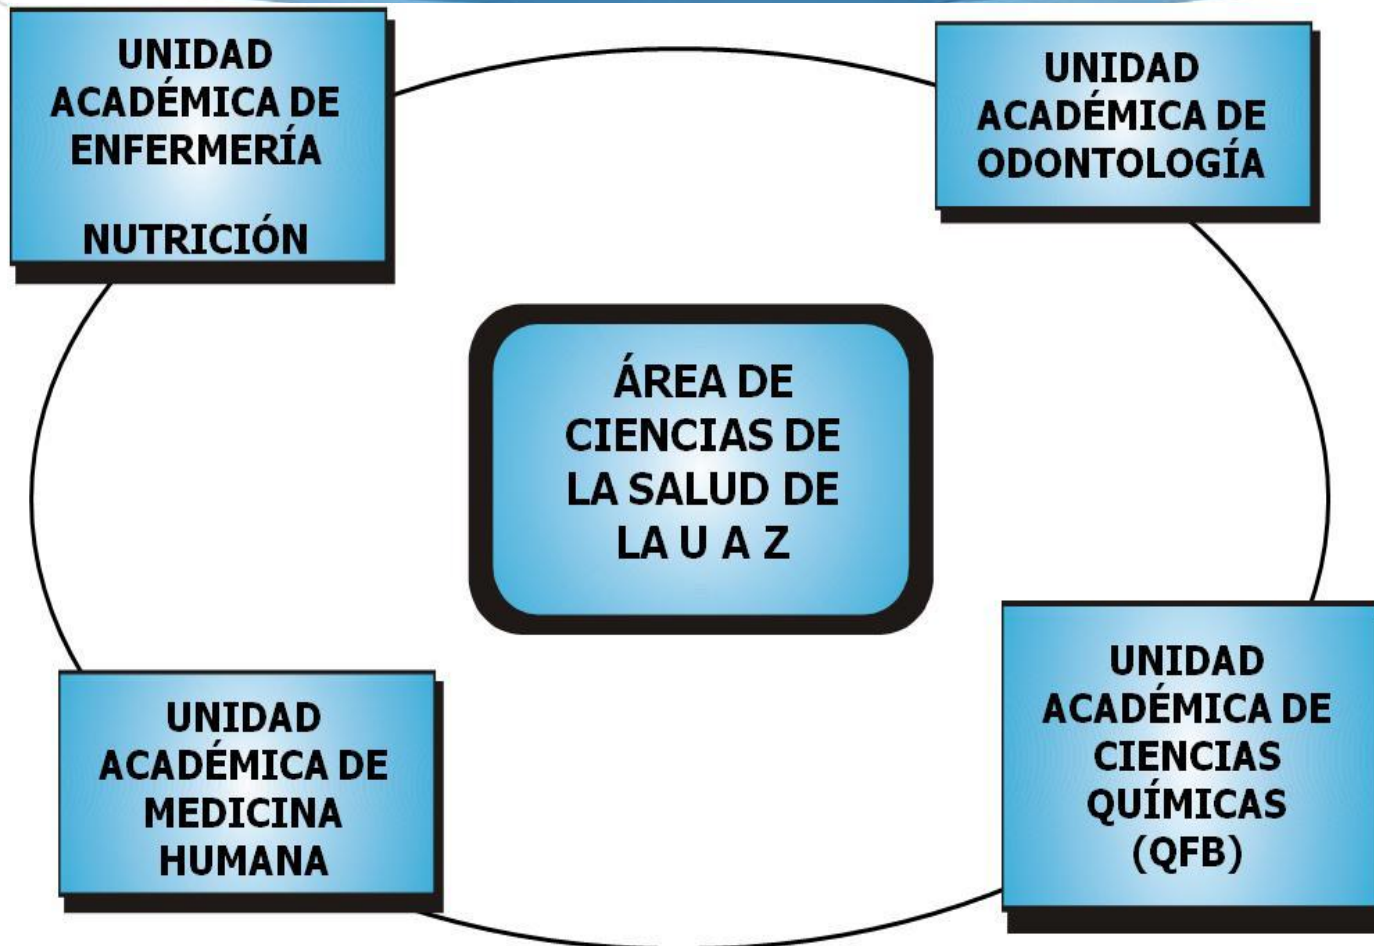 UNIDAD
ACADÉMICA DE
ENFERMERÍA
NUTRICIÓN
UNIDAD
ACADÉMICA DE
ODONTOLOGÍA
ÁREA DE
CIENCIAS DE
LA SALUD DE
LA U A Z
UNIDAD
ACADÉMICA DE
MEDICINA
HUMANA
UNIDAD
ACADÉMICA DE
CIENCIAS
QUÍMICAS
(QFB)